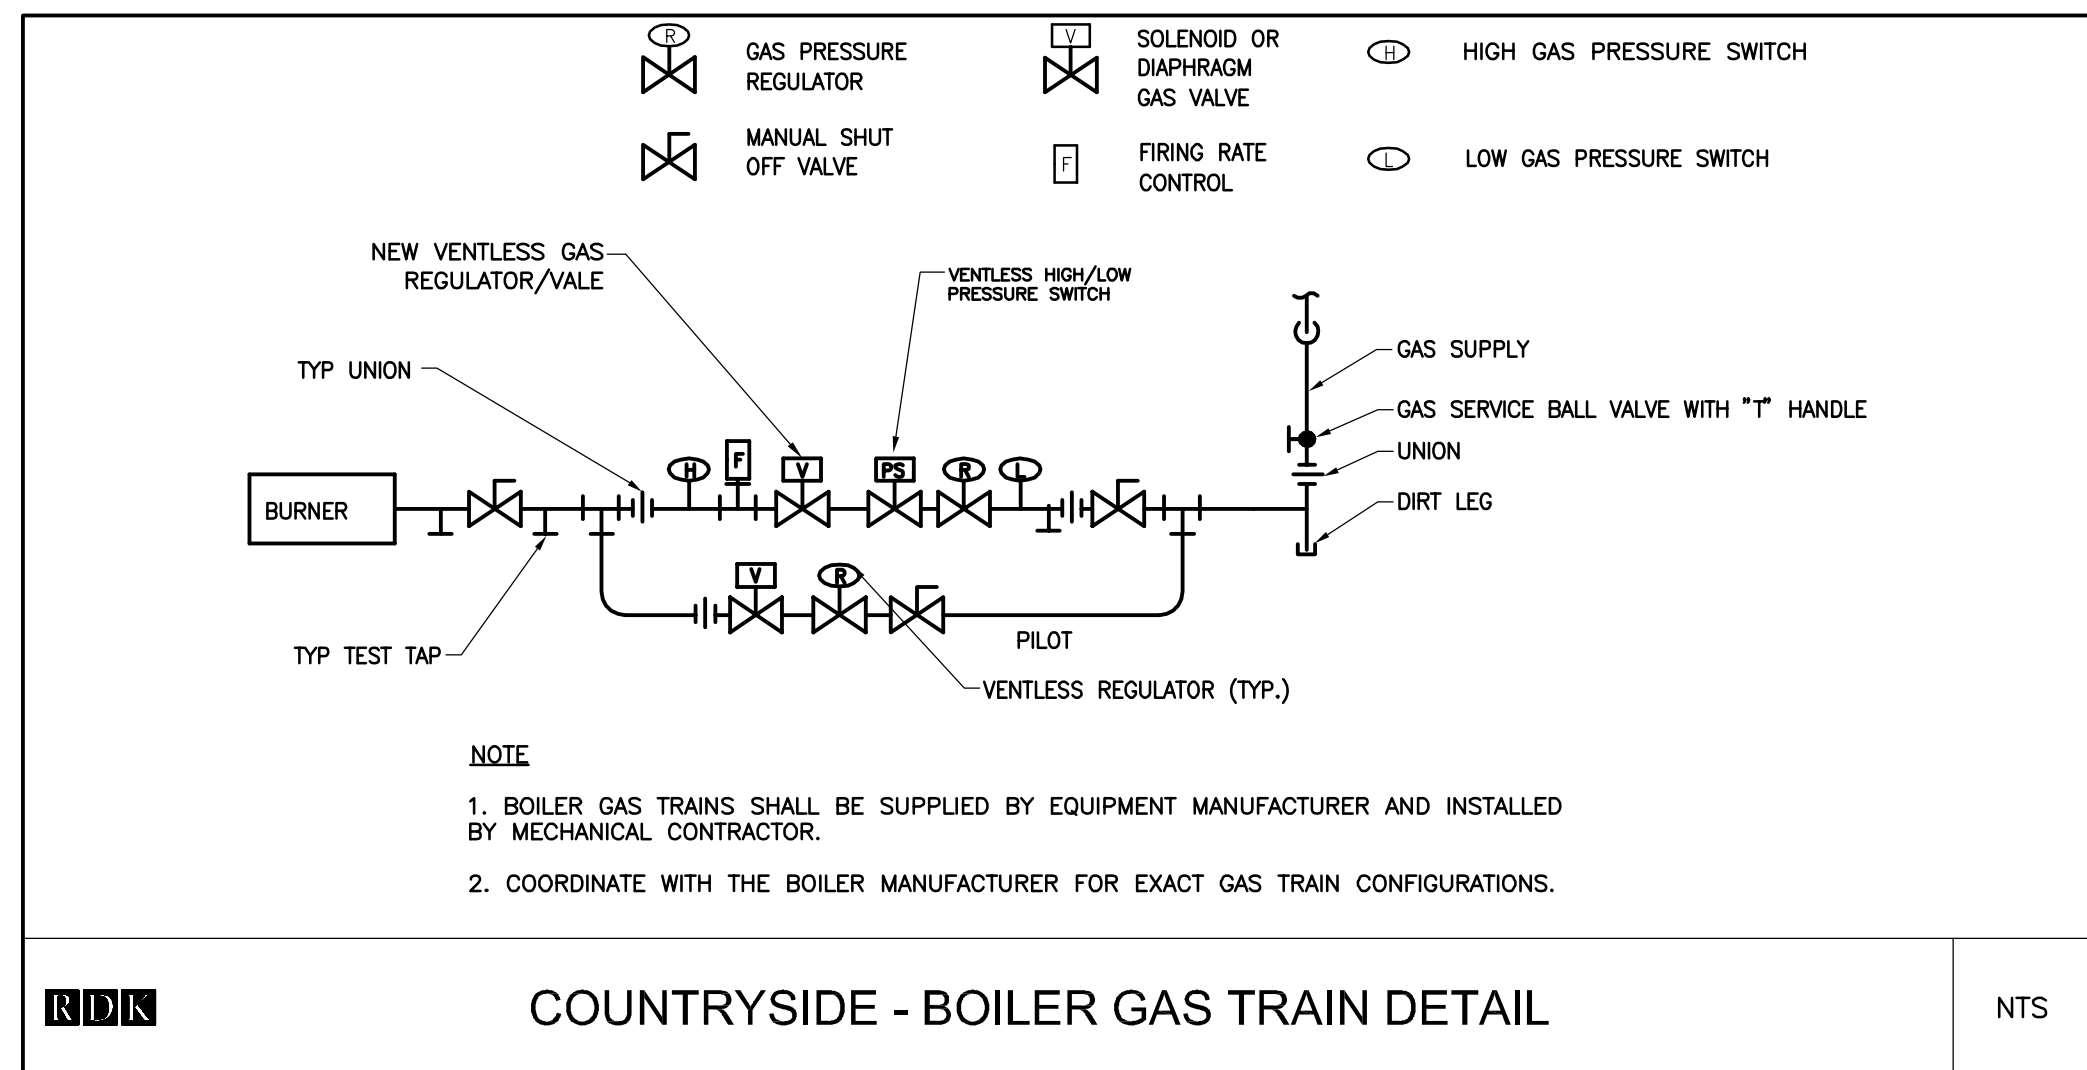 R
GAS PRESSURE
REGULATOR
V
SOLENOID OR
DIAPHRAGM
GAS VALVE
H
HIGH GAS PRESSURE SWITCH
MANUAL SHUT
OFF VALVE
F
FIRING RATE
CONTROL
L
LOW GAS PRESSURE SWITCH
NEW VENTLESS GAS
REGULATOR/VALE
VENTLESS HIGH/LOW
PRESSURE SWITCH
GAS SUPPLY
TYP UNION
GAS SERVICE BALL VALVE WITH "T" HANDLE
UNION
H
F
V
PS
R
L
BURNER
DIRT LEG
V
R
PILOT
TYP TEST TAP
VENTLESS REGULATOR (TYP.)
NOTE
1. BOILER GAS TRAINS SHALL BE SUPPLIED BY EQUIPMENT MANUFACTURER AND INSTALLED
BY MECHANICAL CONTRACTOR.
2. COORDINATE WITH THE BOILER MANUFACTURER FOR EXACT GAS TRAIN CONFIGURATIONS.
RDK
COUNTRYSIDE - BOILER GAS TRAIN DETAIL
NTS